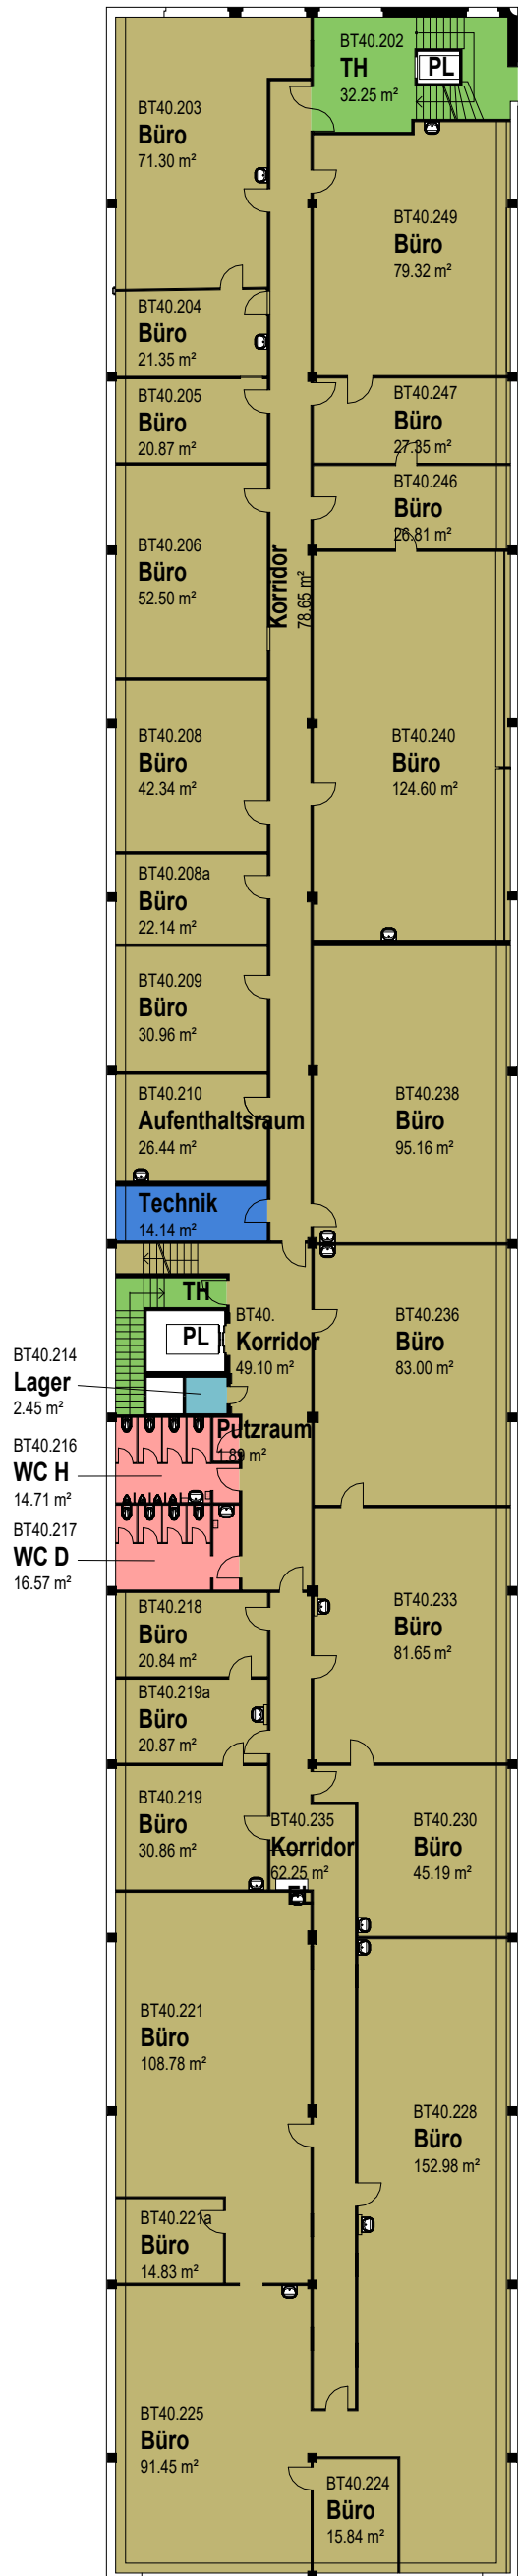 BT40.202
TH
32.25 m²
PL
BT40.203
Büro
71.30 m²
BT40.249
Büro
79.32 m²
BT40.204
Büro
21.35 m²
BT40.205
Büro
20.87 m²
BT40.247
Büro
27.35 m²
BT40.246
Büro
26.81 m²
BT40.206
Büro
52.50 m²
Korridor
78.65 m²
BT40.208
Büro
42.34 m²
BT40.240
Büro
124.60 m²
BT40.208a
Büro
22.14 m²
BT40.209
Büro
30.96 m²
BT40.210
Aufenthaltsraum
26.44 m²
BT40.238
Büro
95.16 m²
Technik
14.14 m²
TH
PL
BT40.
Korridor
49.10 m²
BT40.236
Büro
83.00 m²
BT40.214
Lager
2.45 m²
Putzraum
1.89 m²
BT40.216
WC H
14.71 m²
BT40.217
WC D
16.57 m²
BT40.218
Büro
20.84 m²
BT40.233
Büro
81.65 m²
BT40.219a
Büro
20.87 m²
BT40.219
Büro
30.86 m²
BT40.235
Korridor
62.25 m²
BT40.230
Büro
45.19 m²
BT40.221
Büro
108.78 m²
BT40.228
Büro
152.98 m²
BT40.221a
Büro
14.83 m²
BT40.225
Büro
91.45 m²
BT40.224
Büro
15.84 m²